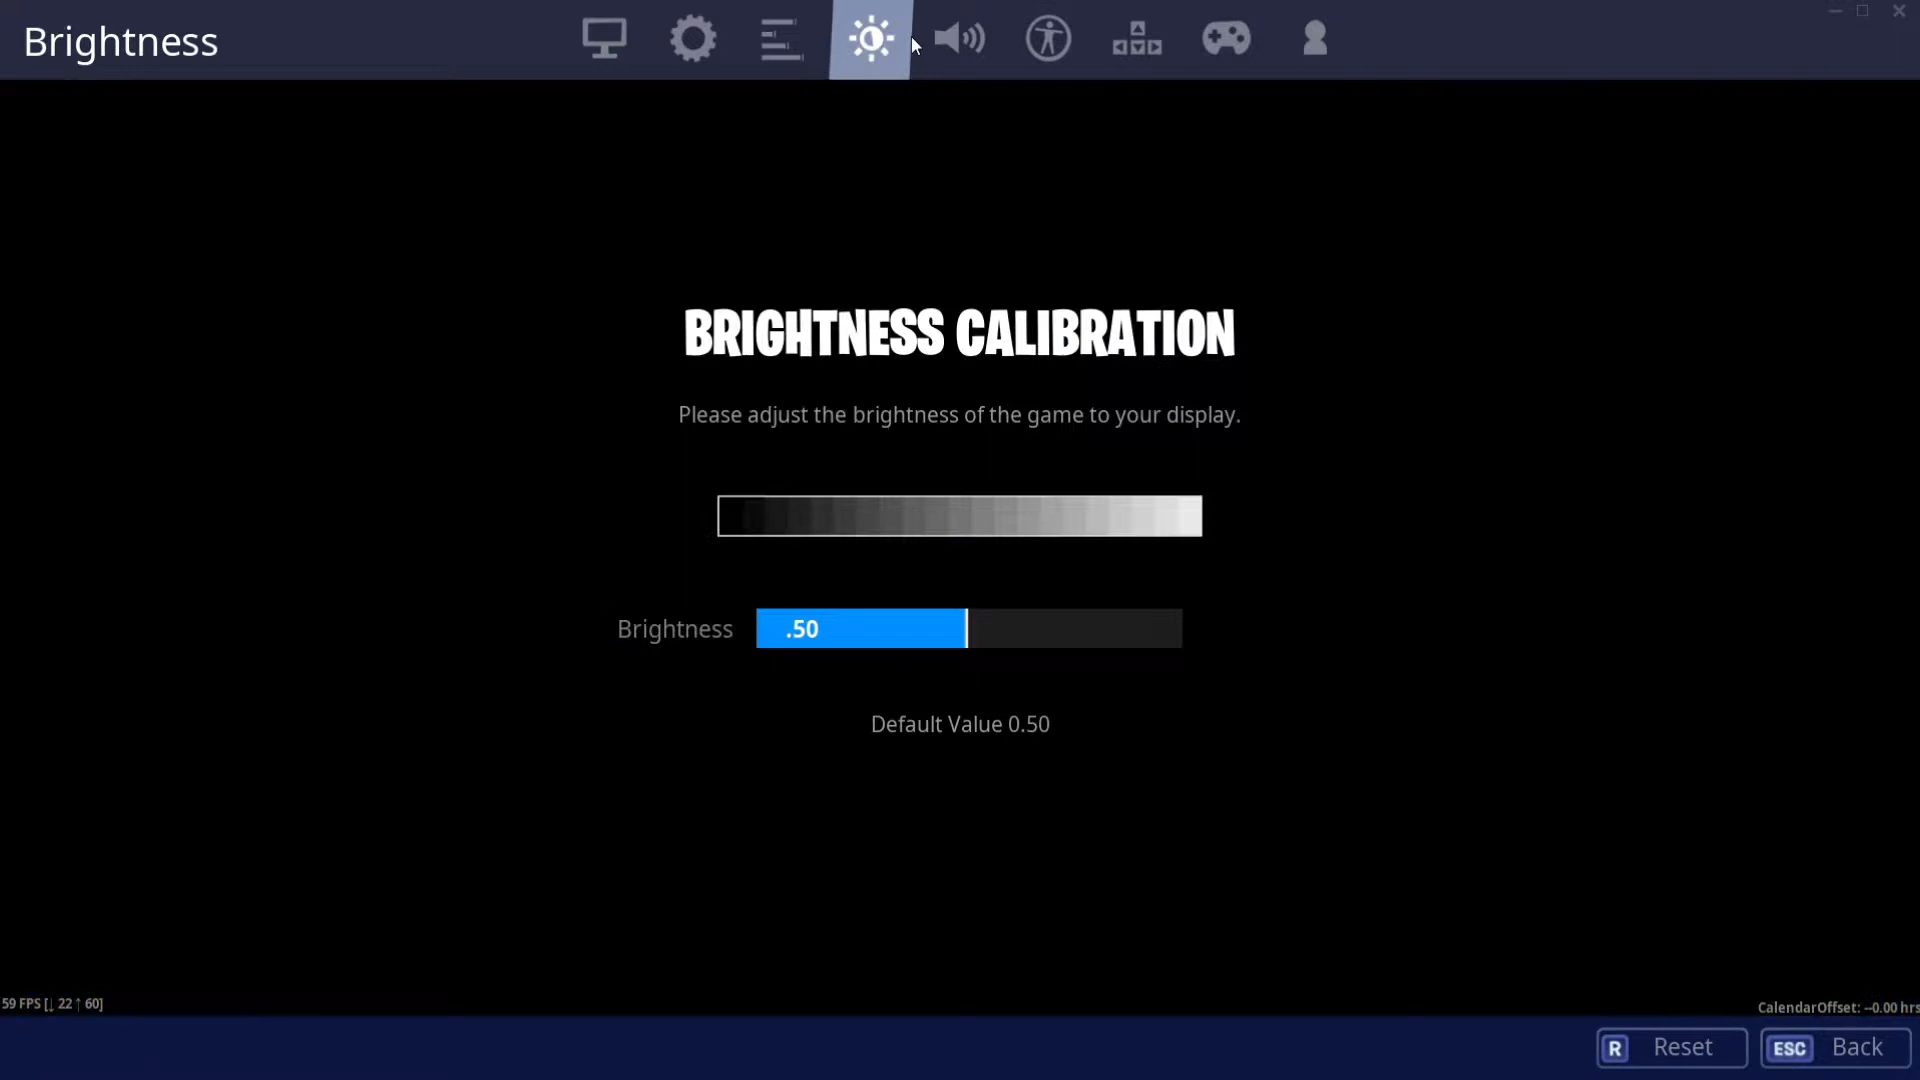 Brightness
BRIGHTNESS CALIBRATION
Please adjust the brightness of the game to your display.
Brightness .50
Default Value 0.50
59 FPS [↓ 22 ↑ 60]
CalendarOffset: --0.00 hrs
R Reset ESC Back